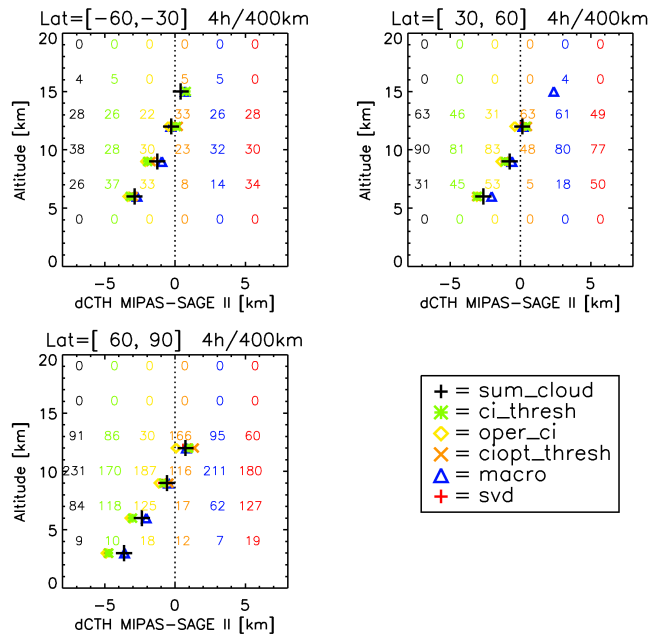 Lat=[−60,−30] 4h/400km
20
0 0 0 0 0 0
4 5 0 5 5 0
15
28 26 22 33 26 28
10
38 28 30 23 32 30
26 37 33 8 14 34
5
0 0 0 0 0 0
0
Altitude [km]
−5 0 5
dCTH MIPAS−SAGE II [km]
Lat=[ 30, 60] 4h/400km
20
0 0 0 0 0 0
0 0 0 0 4 0
15
63 46 31 63 61 49
10
90 81 83 48 80 77
31 45 53 5 18 50
5
0 0 0 0 0 0
0
Altitude [km]
−5 0 5
dCTH MIPAS−SAGE II [km]
Lat=[ 60, 90] 4h/400km
20
0 0 0 0 0 0
0 0 0 0 0 0
15
91 86 30 166 95 60
10
231 170 187 116 211 180
84 118 125 17 62 127
5
9 10 18 12 7 19
0
Altitude [km]
−5 0 5
dCTH MIPAS−SAGE II [km]
= sum_cloud
= ci_thresh
= oper_ci
= ciopt_thresh
= macro
= svd